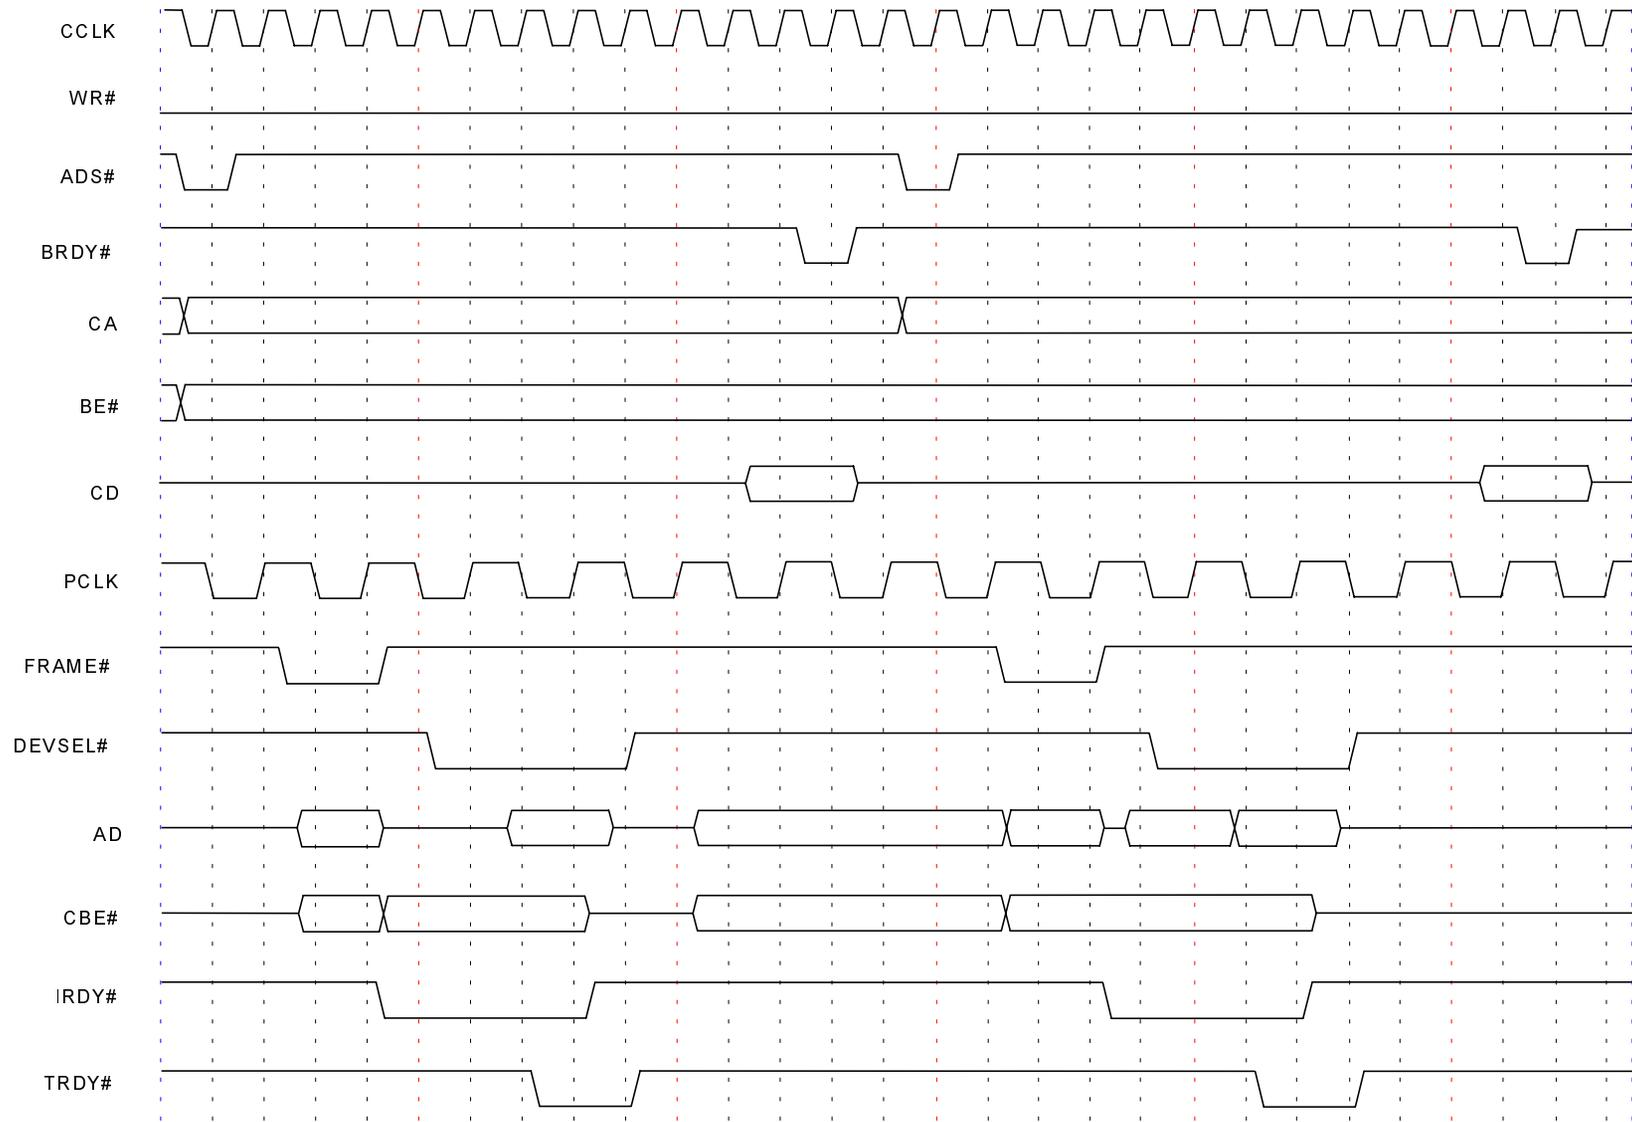 CCLK
WR#
ADS#
BRDY#
CA
BE#
CD
PCLK
FRAME#
DEVSEL#
AD
CBE#
IRDY#
TRDY#